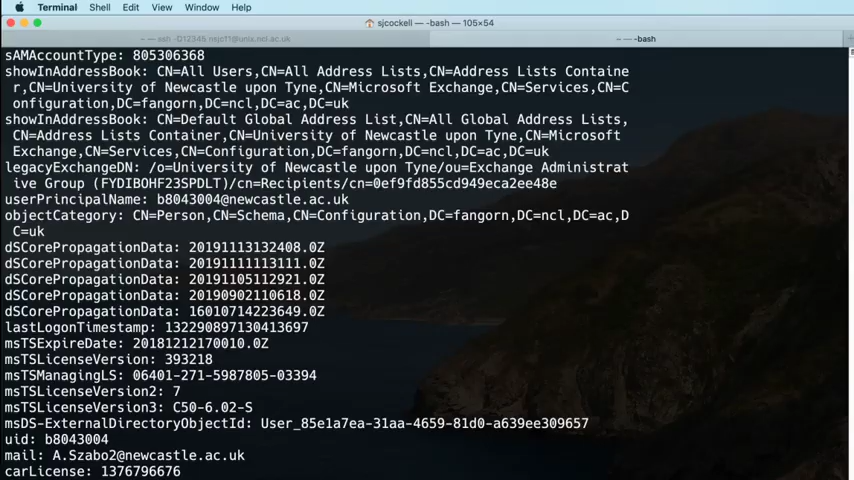 Terminal Shell Edit View Window Help
sjcockell — -bash — 105×54
~ — ssh -D12345 nsjcf1@unix.ncl.ac.uk
~ — -bash
sAMAccountType: 805306368
showInAddressBook: CN=All Users,CN=All Address Lists,CN=Address Lists Containe
r,CN=University of Newcastle upon Tyne,CN=Microsoft Exchange,CN=Services,CN=C
onfiguration,DC=fangorn,DC=ncl,DC=ac,DC=uk
showInAddressBook: CN=Default Global Address List,CN=All Global Address Lists,
CN=Address Lists Container,CN=University of Newcastle upon Tyne,CN=Microsoft
Exchange,CN=Services,CN=Configuration,DC=fangorn,DC=ncl,DC=ac,DC=uk
legacyExchangeDN: /o=University of Newcastle upon Tyne/ou=Exchange Administrat
ive Group (FYDIBOHF23SPDLT)/cn=Recipients/cn=0ef9fd855cd949eca2ee48e
userPrincipalName: b8043004@newcastle.ac.uk
objectCategory: CN=Person,CN=Schema,CN=Configuration,DC=fangorn,DC=ncl,DC=ac,D
C=uk
dSCorePropagationData: 20191113132408.0Z
dSCorePropagationData: 20191111113111.0Z
dSCorePropagationData: 20191105112921.0Z
dSCorePropagationData: 20190902110618.0Z
dSCorePropagationData: 16010714223649.0Z
lastLogonTimestamp: 132290897130413697
msTSExpireDate: 20181212170010.0Z
msTSLicenseVersion: 393218
msTSManagingLS: 06401-271-5987805-03394
msTSLicenseVersion2: 7
msTSLicenseVersion3: C50-6.02-S
msDS-ExternalDirectoryObjectId: User_85e1a7ea-31aa-4659-81d0-a639ee309657
uid: b8043004
mail: A.Szabo2@newcastle.ac.uk
carLicense: 1376796676